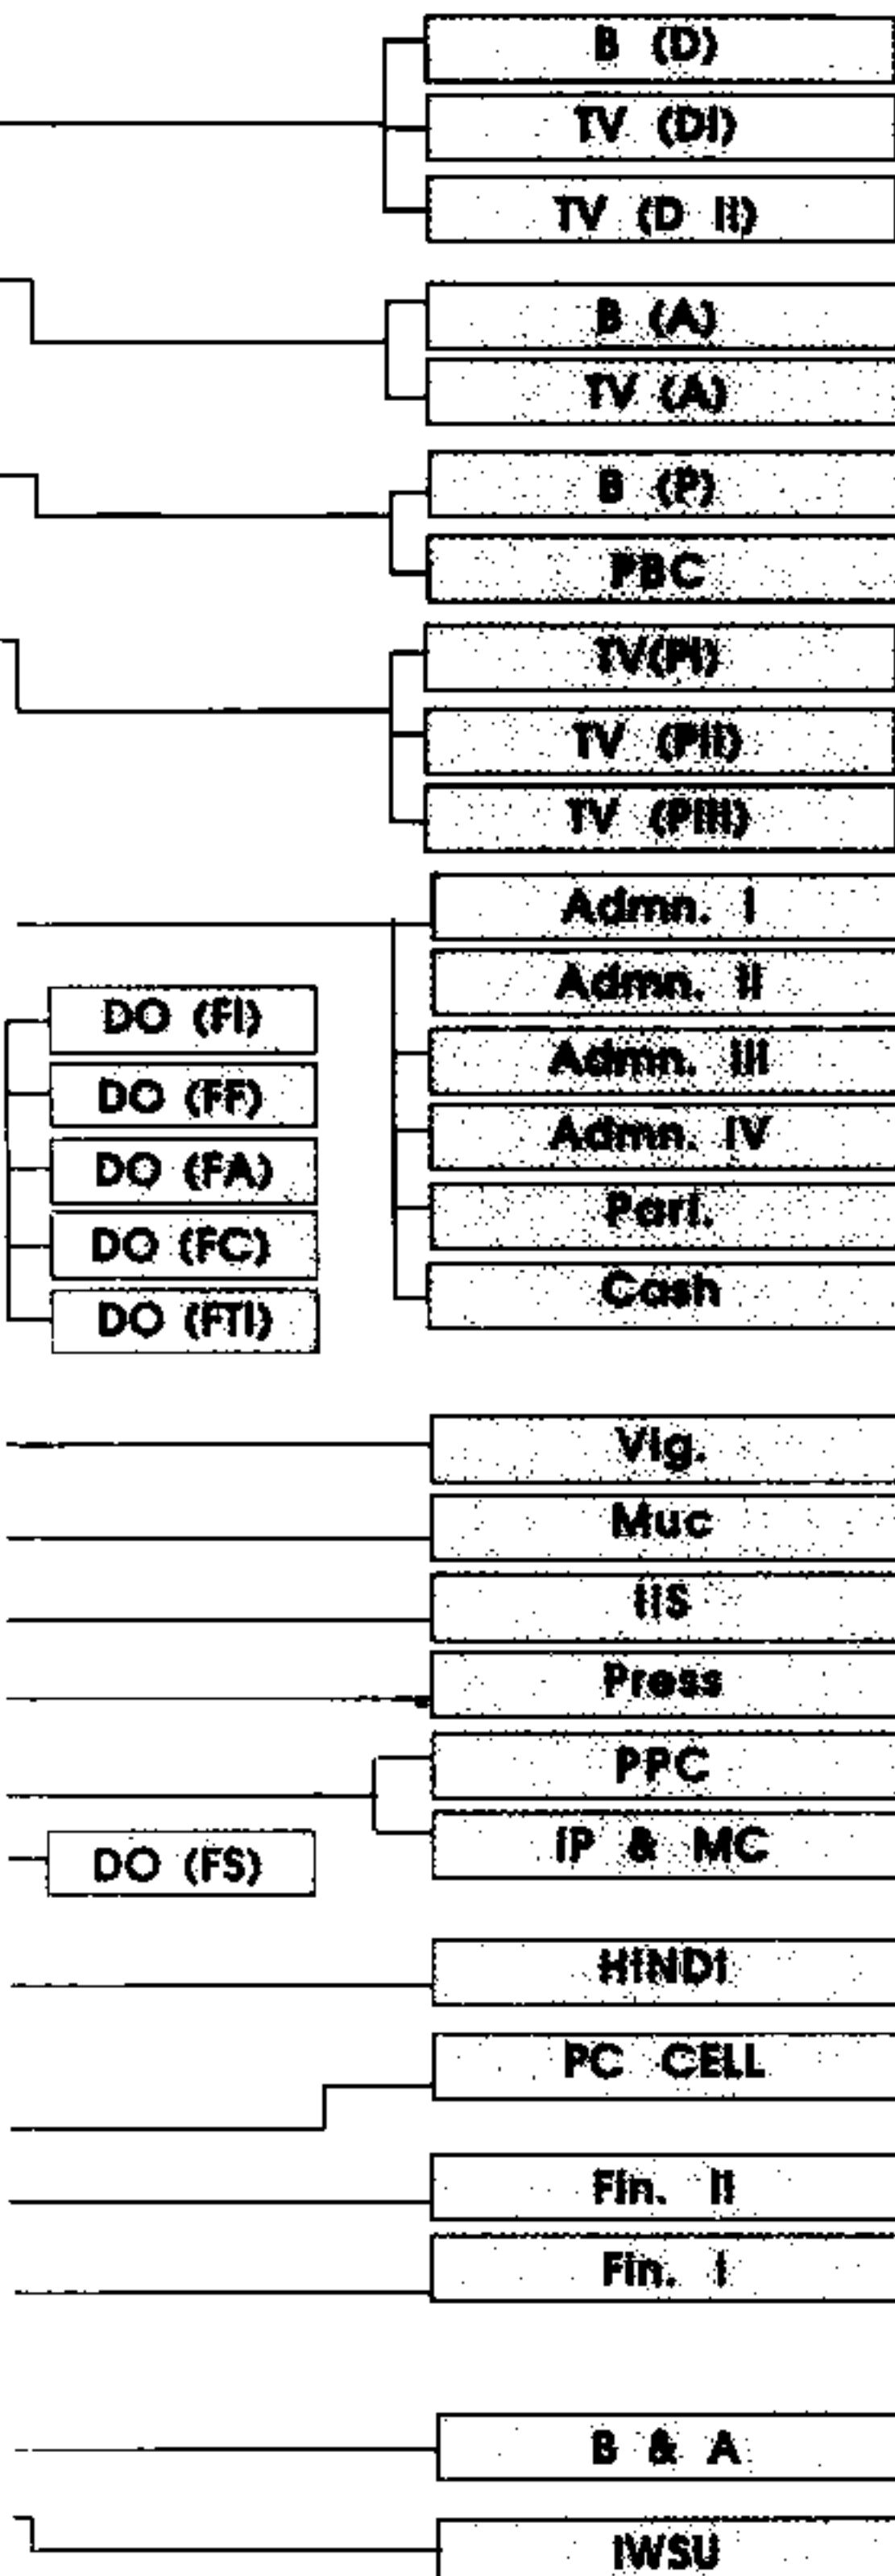 B (D)
TV (DI)
TV (D II)
B (A)
TV (A)
B (P)
PBC
TV(PI)
TV (PII)
TV (PIII)
Admn. I
Admn. II
DO (FI)
Admn. III
DO (FF)
Admn. IV
DO (FA)
Parl.
DO (FC)
Cash
DO (FTI)
Vig.
Muc
IIS
Press
PPC
IP & MC
DO (FS)
HINDI
PC CELL
Fin. II
Fin. I
B & A
IWSU